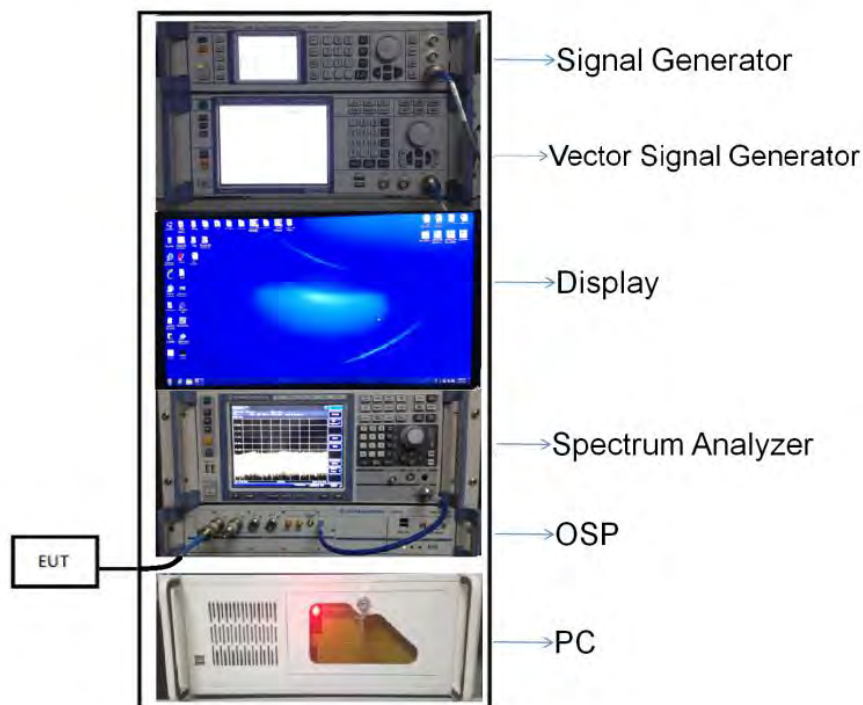 Signal Generator
Vector Signal Generator
Display
Spectrum Analyzer
OSP
EUT
PC